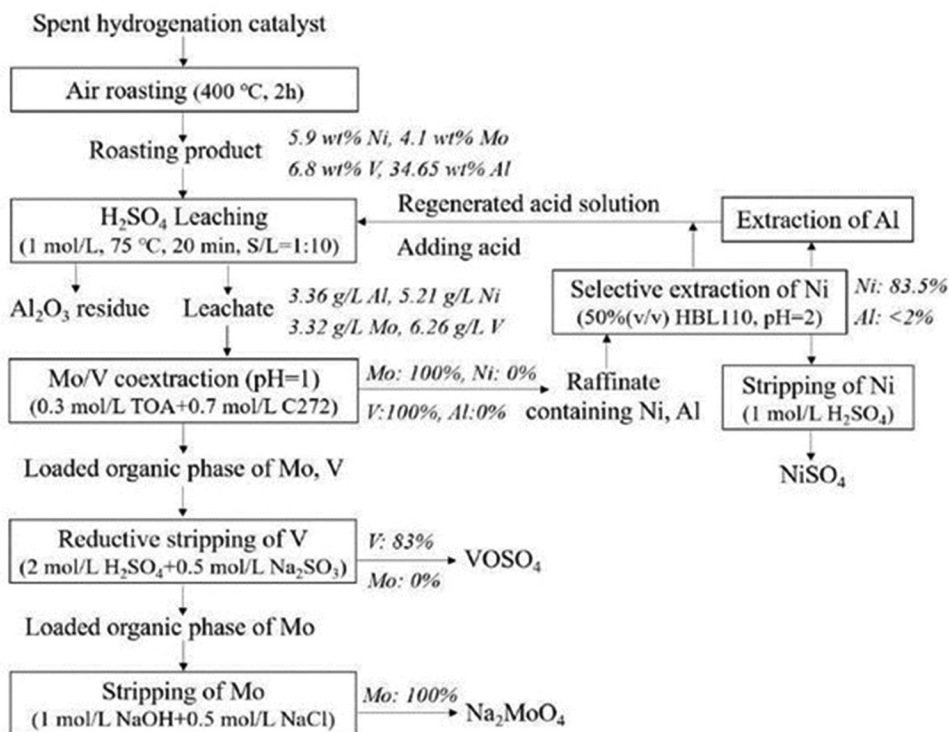 Spent hydrogenation catalyst
Air roasting (400 ℃, 2h)
Roasting product
5.9 wt% Ni, 4.1 wt% Mo
6.8 wt% V, 34.65 wt% Al
H₂SO₄ Leaching
(1 mol/L, 75 ℃, 20 min, S/L=1:10)
Regenerated acid solution
Adding acid
Extraction of Al
Al₂O₃ residue
Leachate
3.36 g/L Al, 5.21 g/L Ni
3.32 g/L Mo, 6.26 g/L V
Selective extraction of Ni
(50%(v/v) HBL110, pH=2)
Ni: 83.5%
Al: <2%
Mo/V coextraction (pH=1)
(0.3 mol/L TOA+0.7 mol/L C272)
Mo: 100%, Ni: 0%
V:100%, Al:0%
Raffinate
containing Ni, Al
Stripping of Ni
(1 mol/L H₂SO₄)
NiSO₄
Loaded organic phase of Mo, V
Reductive stripping of V
(2 mol/L H₂SO₄+0.5 mol/L Na₂SO₃)
V: 83%
Mo: 0%
VOSO₄
Loaded organic phase of Mo
Stripping of Mo
(1 mol/L NaOH+0.5 mol/L NaCl)
Mo: 100%
Na₂MoO₄